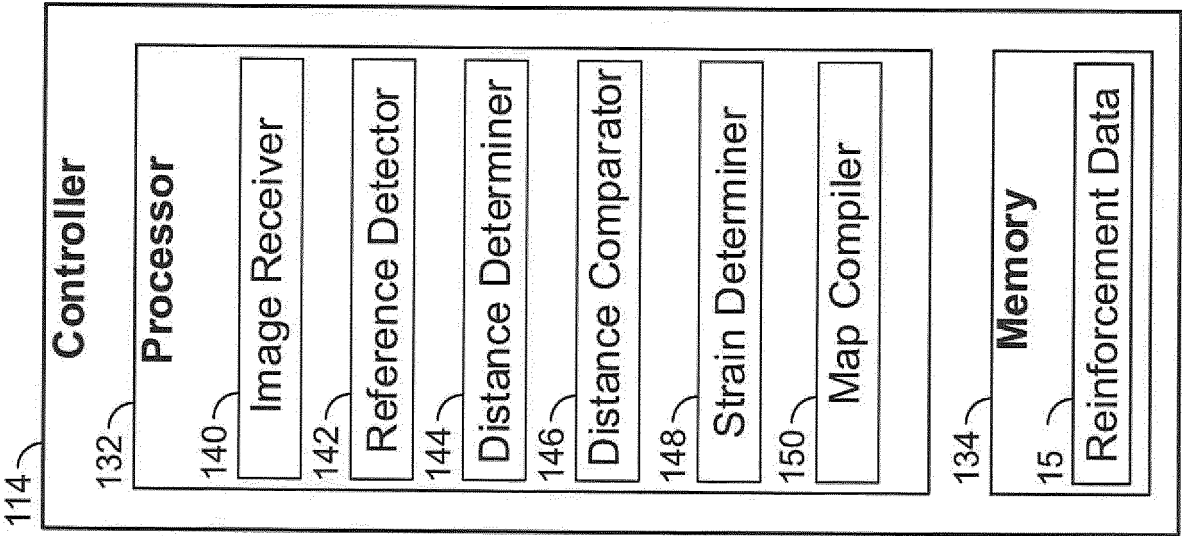 114
Controller
132
Processor
140
Image Receiver
142
Reference Detector
144
Distance Determiner
146
Distance Comparator
148
Strain Determiner
150
Map Compiler
134
Memory
15
Reinforcement Data